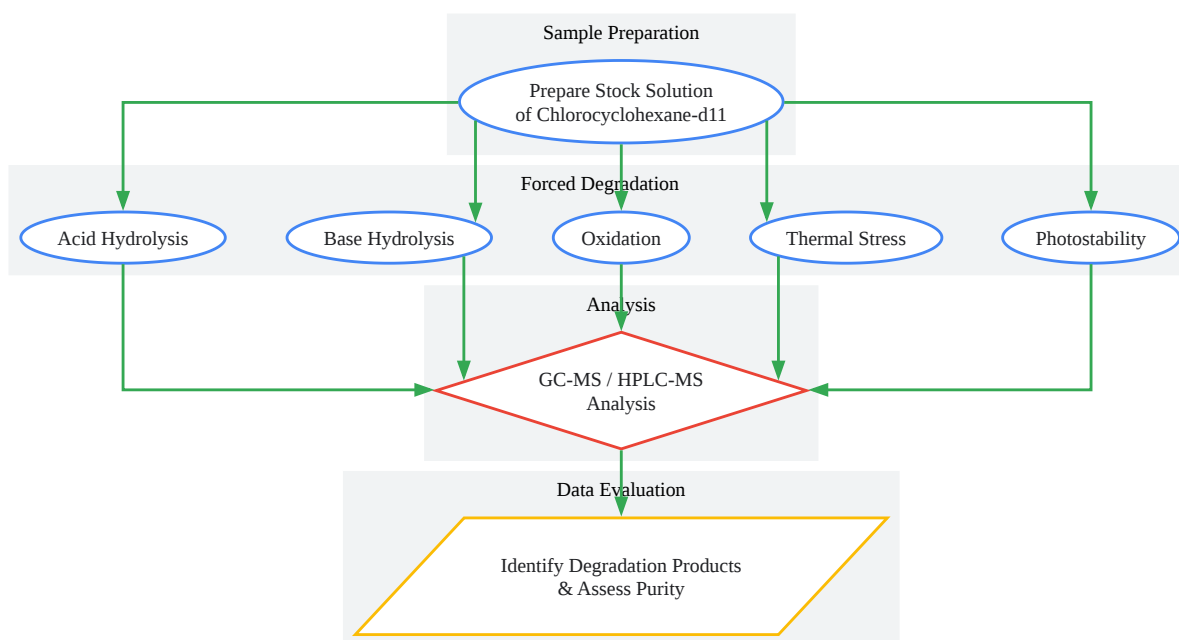 Sample Preparation
Prepare Stock Solution
of Chlorocyclohexane-d11
Forced Degradation
Acid Hydrolysis
Base Hydrolysis
Oxidation
Thermal Stress
Photostability
Analysis
GC-MS / HPLC-MS
Analysis
Data Evaluation
Identify Degradation Products
& Assess Purity